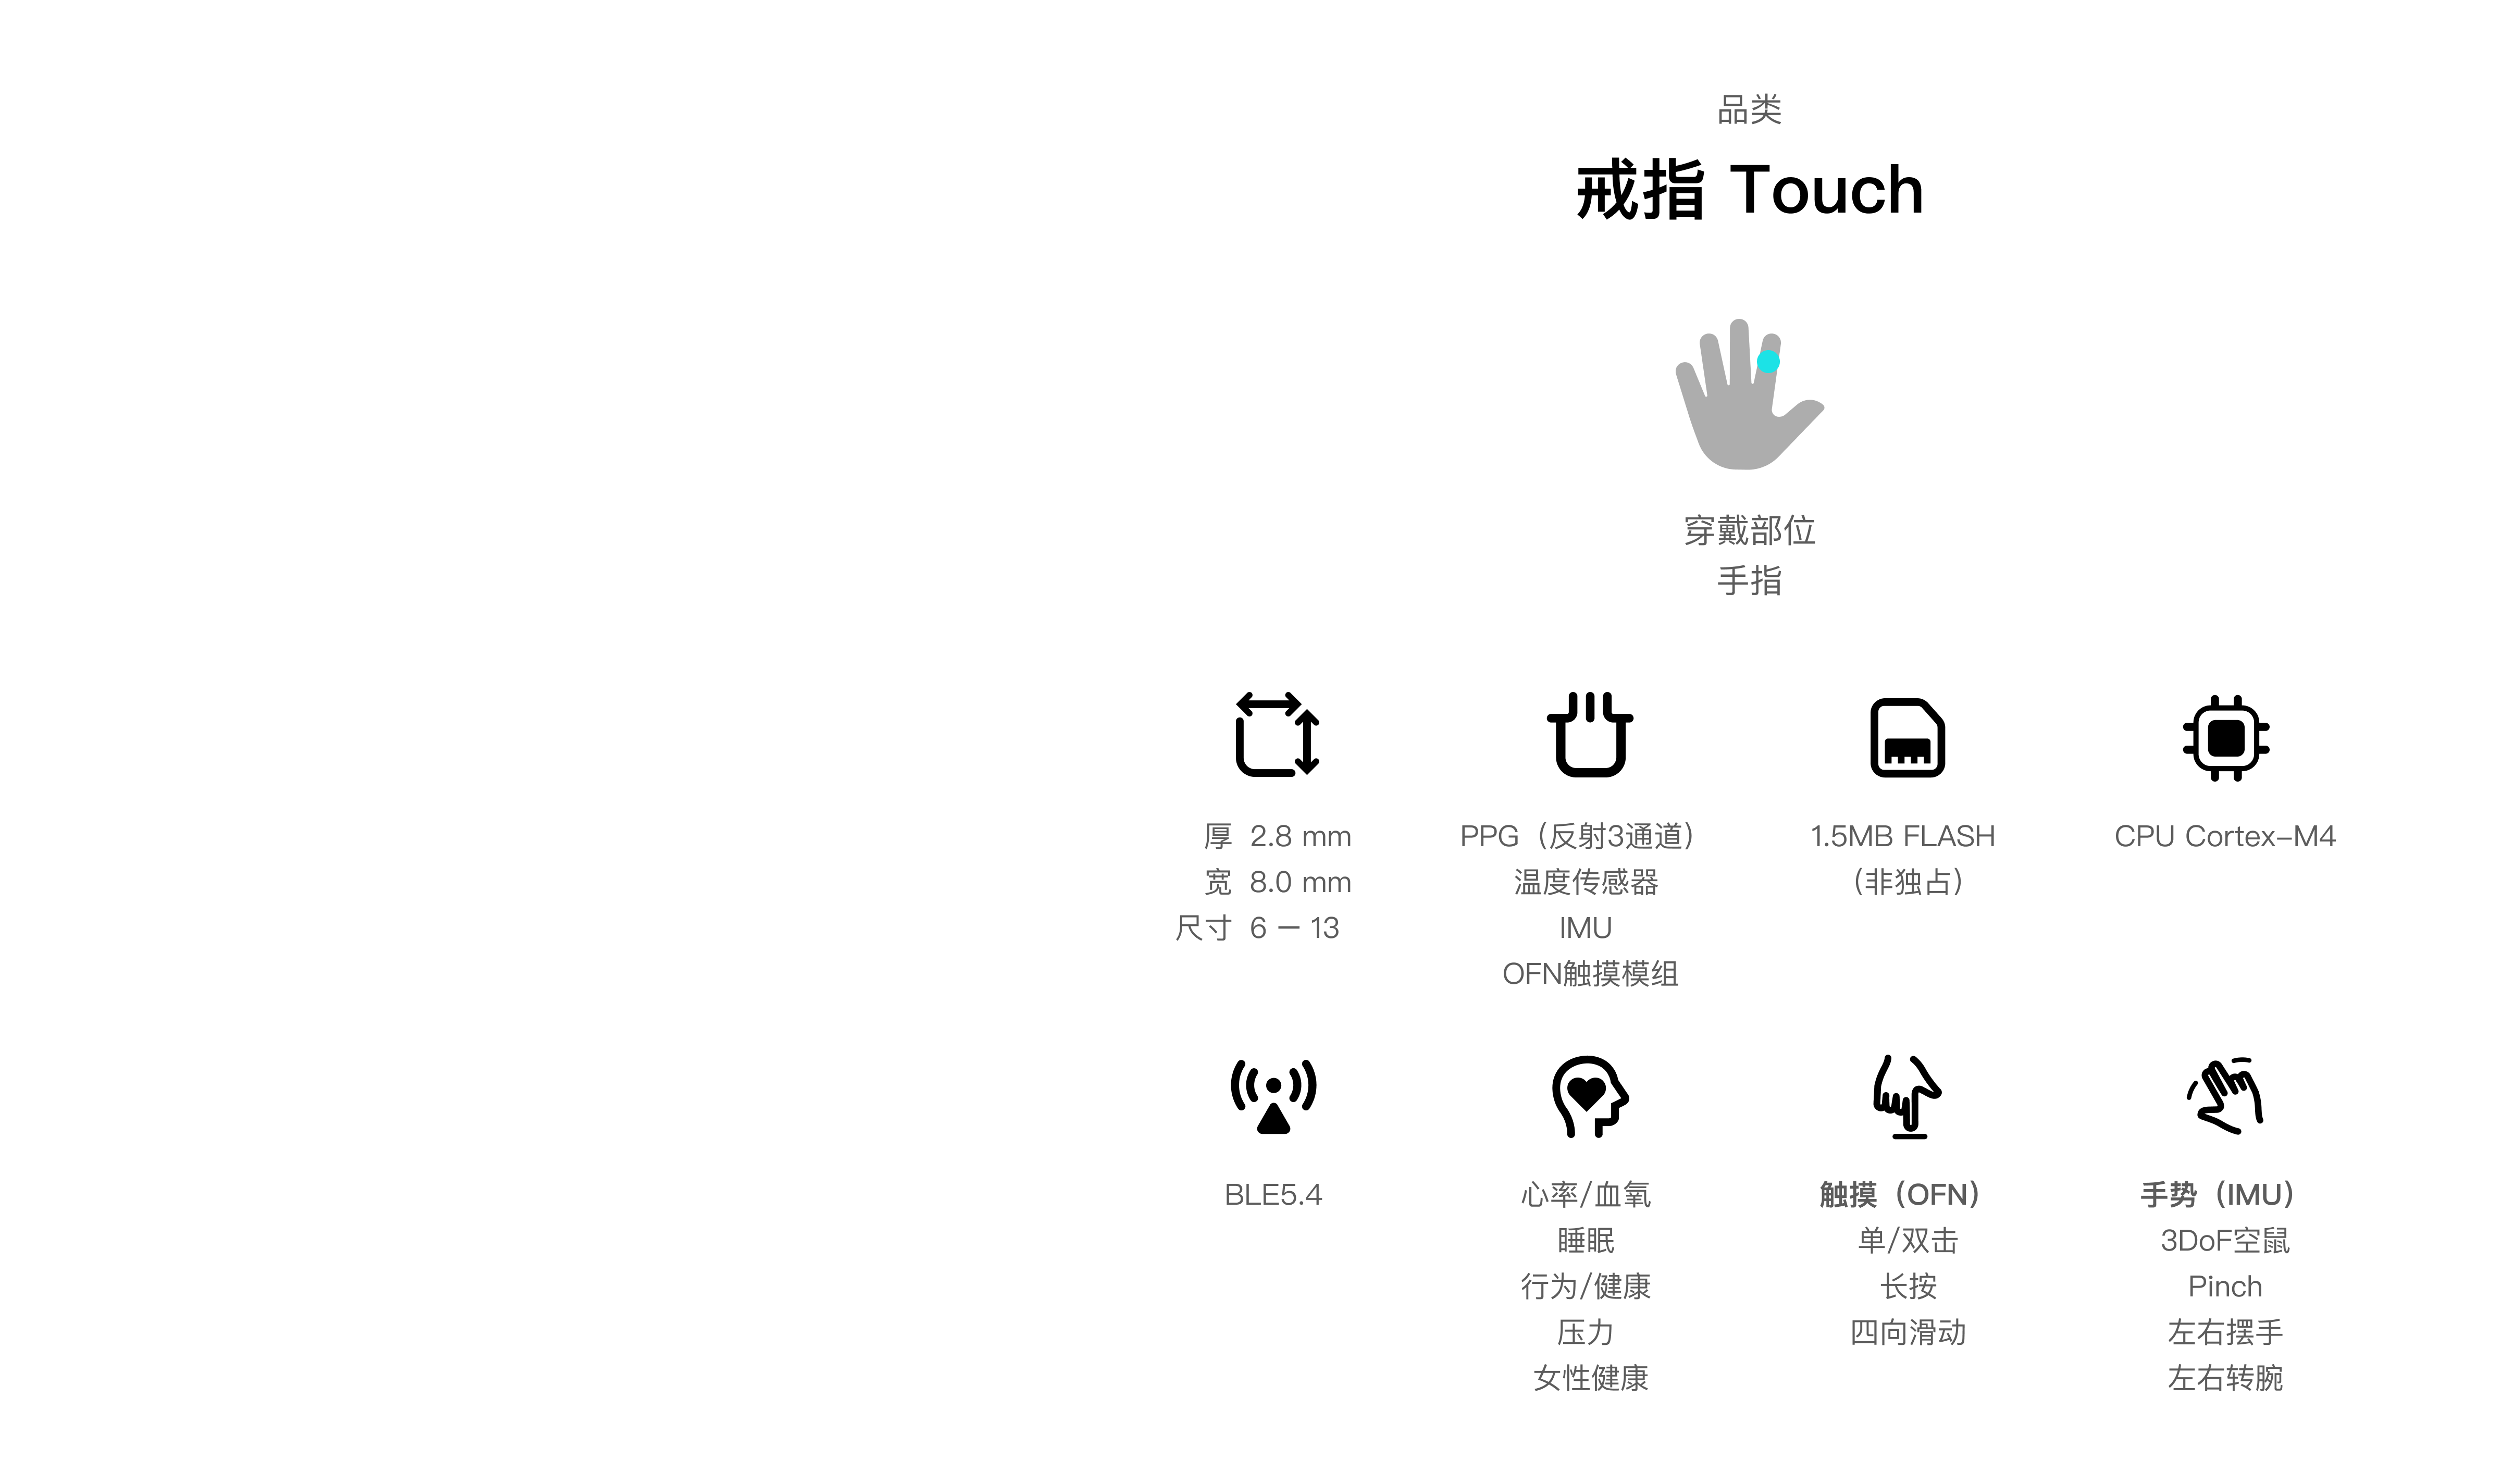 品类
戒指 Touch
穿戴部位
手指
厚 2.8 mm
宽 8.0 mm
尺寸 6 — 13
PPG（反射3通道）
温度传感器
IMU
OFN触摸模组
1.5MB FLASH
（非独占）
CPU Cortex-M4
BLE5.4
心率/血氧
睡眠
行为/健康
压力
女性健康
触摸（OFN）
单/双击
长按
四向滑动
手势（IMU）
3DoF空鼠
Pinch
左右摆手
左右转腕